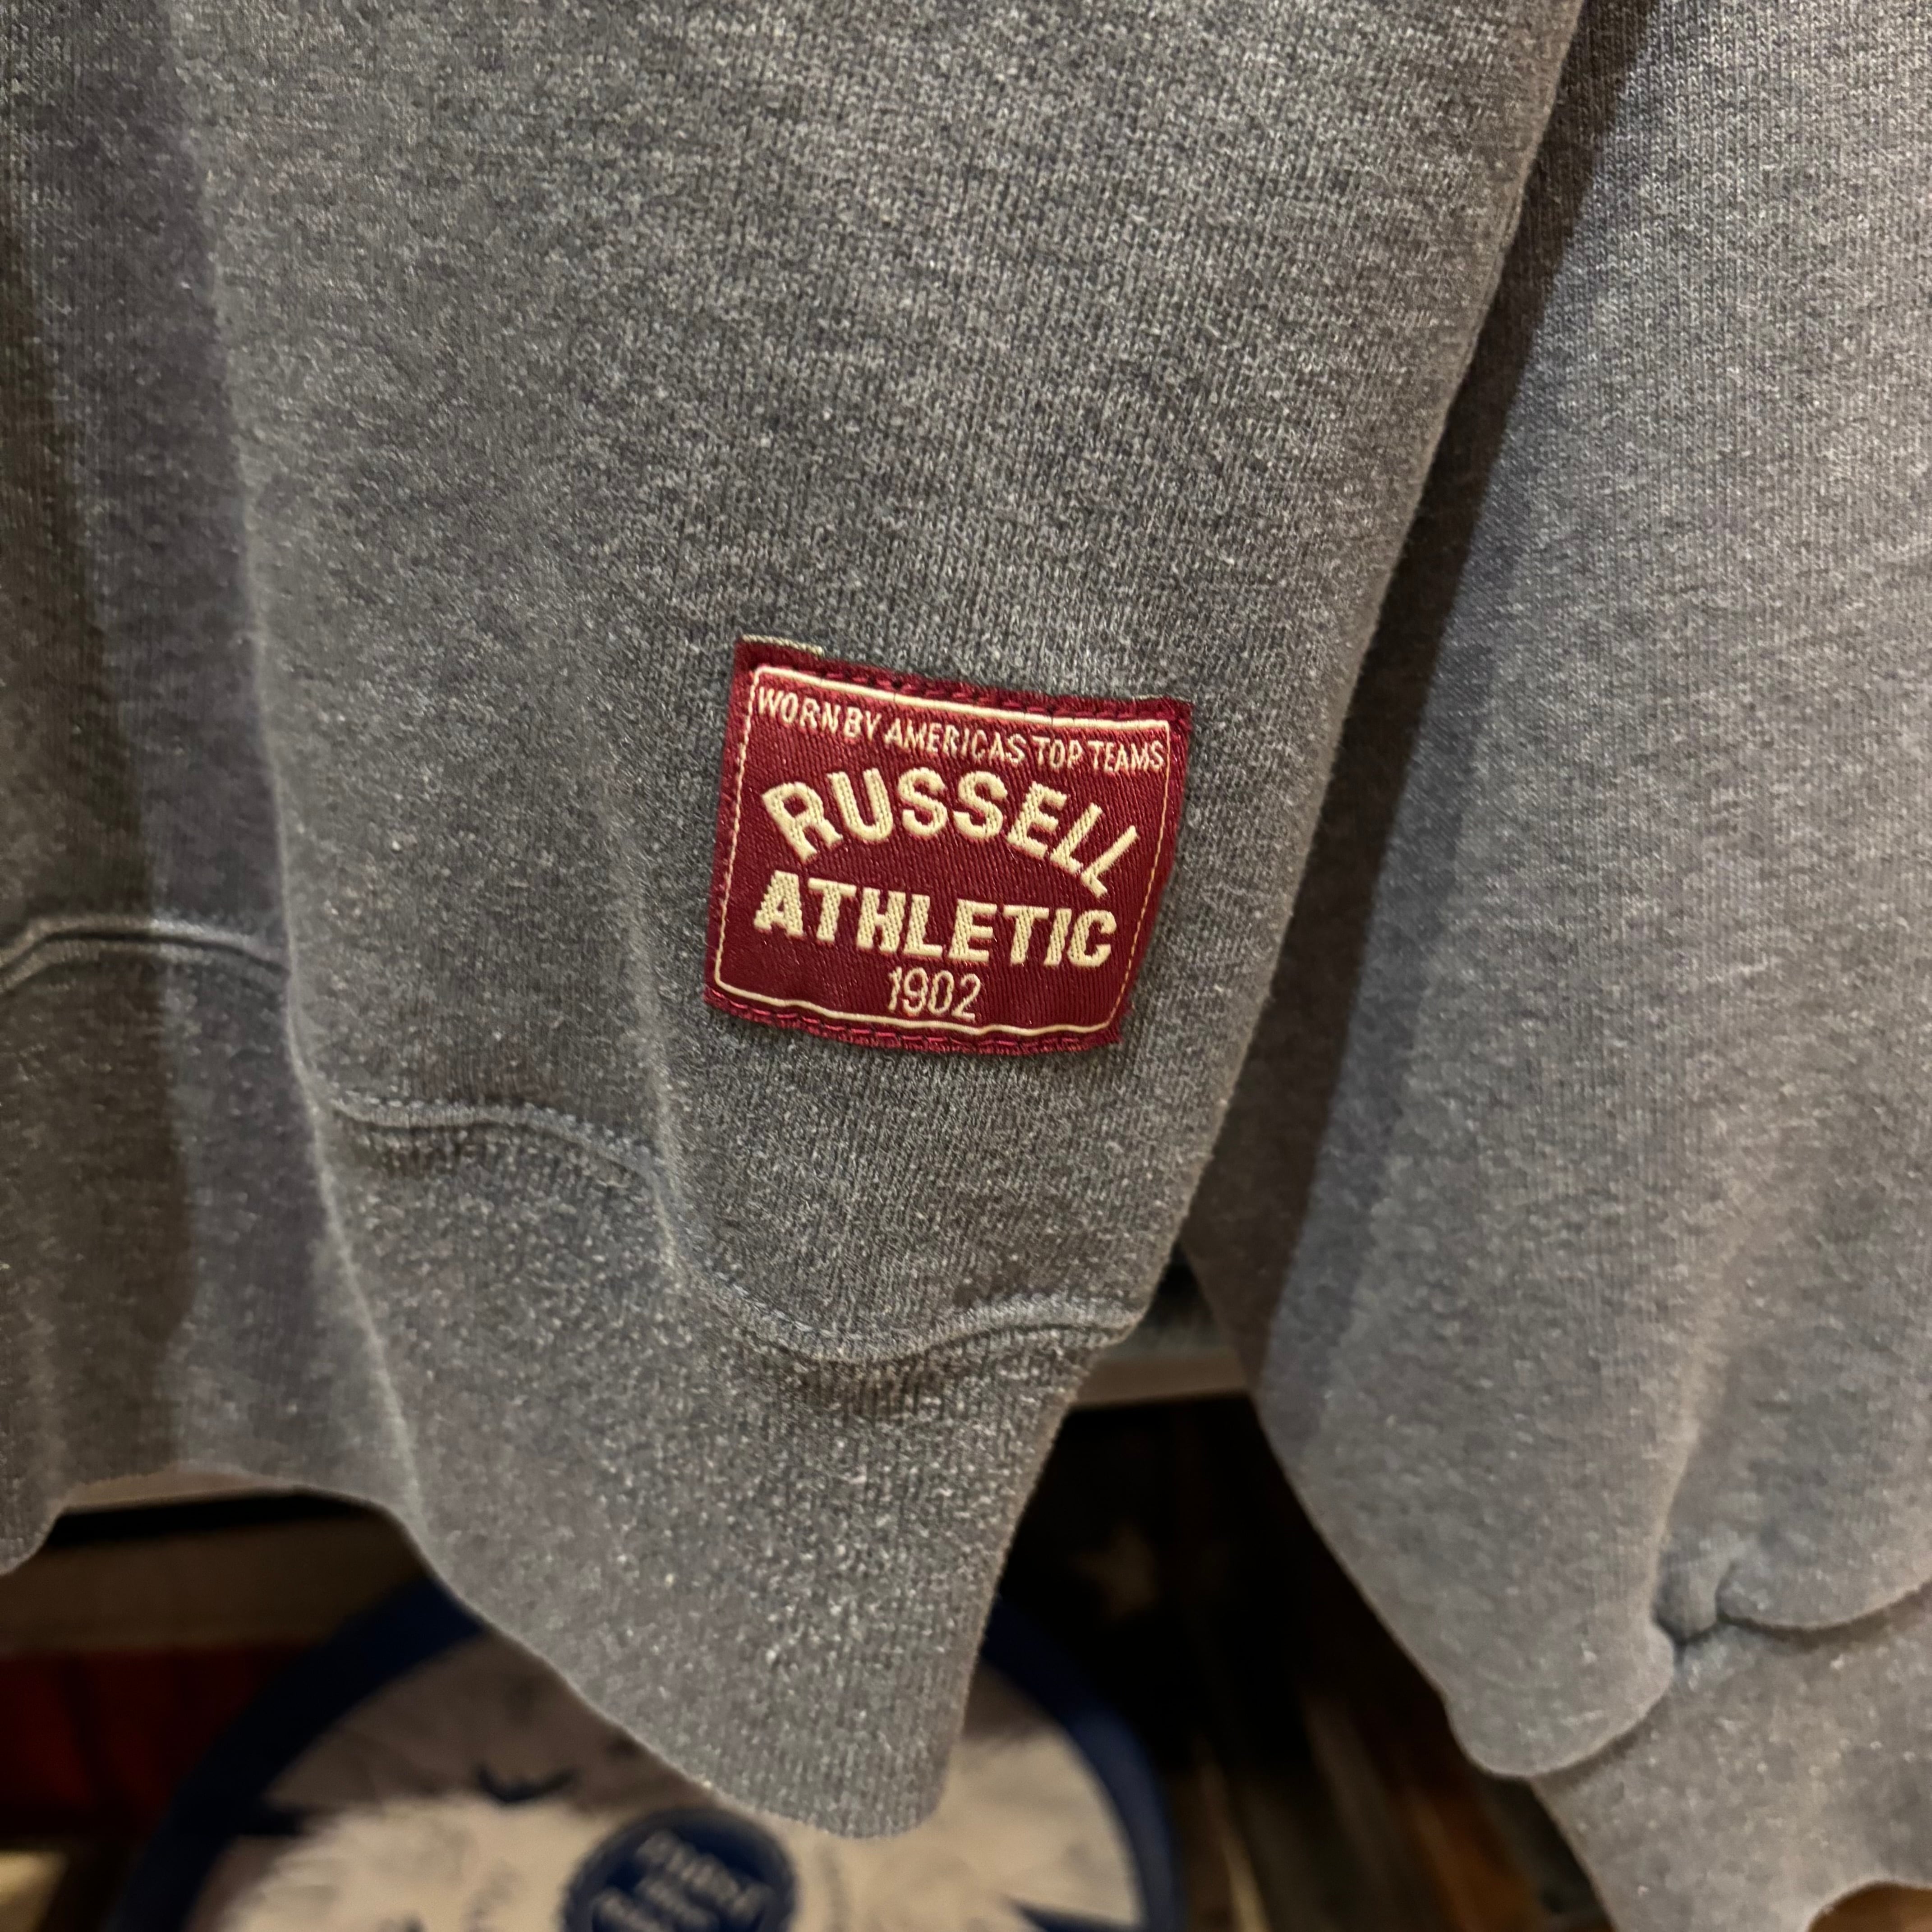 WORN BY AMERICAS TOP TEAMS
RUSSELL
ATHLETIC
1902